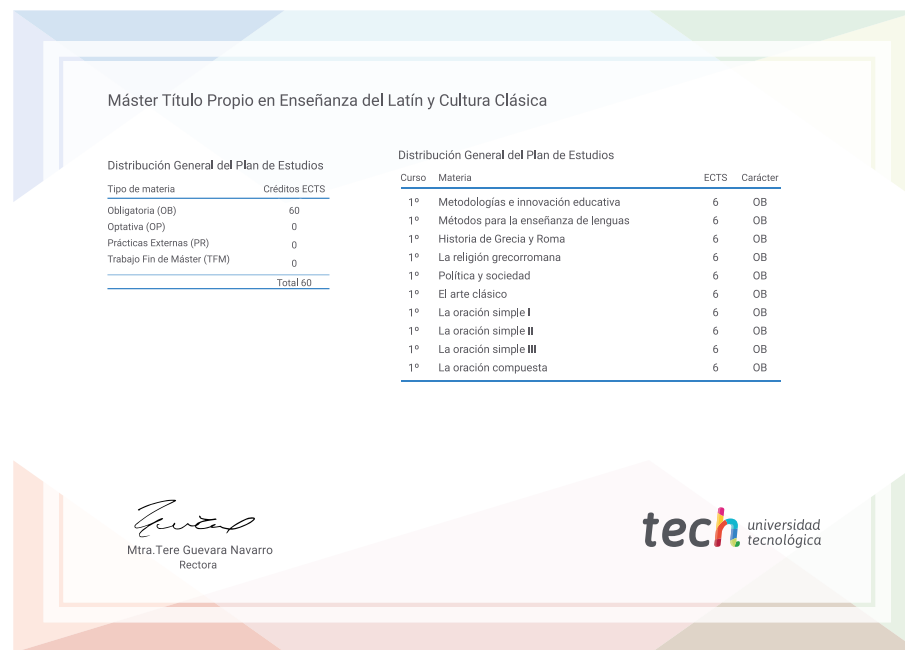 Máster Título Propio en Enseñanza del Latín y Cultura Clásica
Distribución General del Plan de Estudios
Tipo de materia Créditos ECTS
Obligatoria (OB) 60
Optativa (OP) 0
Prácticas Externas (PR) 0
Trabajo Fin de Máster (TFM) 0
Total 60
Distribución General del Plan de Estudios
Curso Materia ECTS Carácter
1º Metodologías e innovación educativa 6 OB
1º Métodos para la enseñanza de lenguas 6 OB
1º Historia de Grecia y Roma 6 OB
1º La religión grecorromana 6 OB
1º Política y sociedad 6 OB
1º El arte clásico 6 OB
1º La oración simple I 6 OB
1º La oración simple II 6 OB
1º La oración simple III 6 OB
1º La oración compuesta 6 OB
Mtra.Tere Guevara Navarro
Rectora
tech universidad
tecnológica